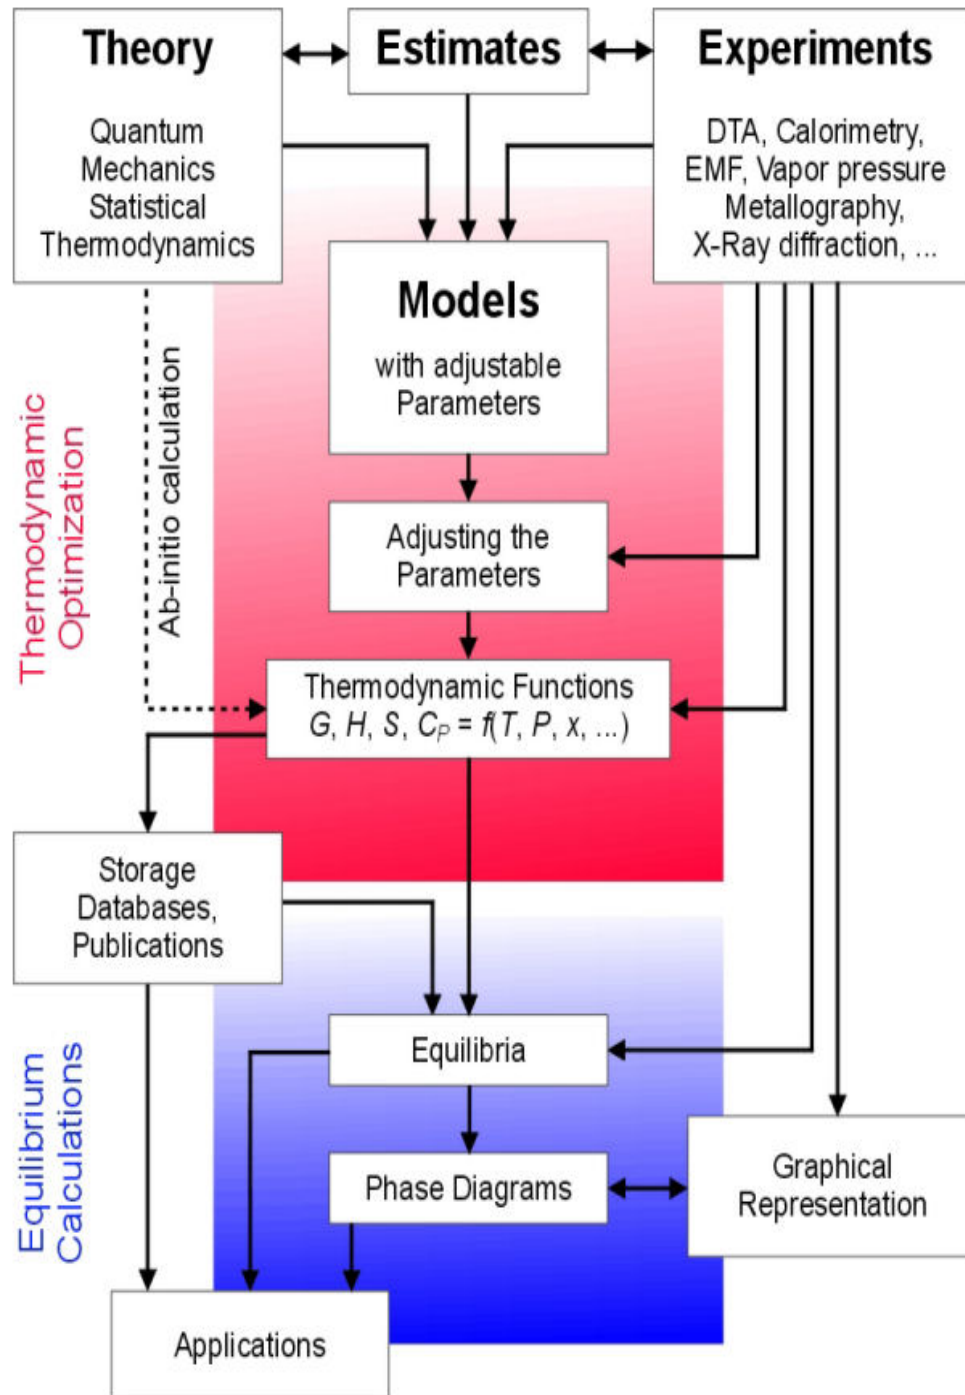 Theory
Quantum
Mechanics
Statistical
Thermodynamics
Estimates
Experiments
DTA, Calorimetry,
EMF, Vapor pressure
Metallography,
X-Ray diffraction, ...
Models
with adjustable
Parameters
Thermodynamic
Optimization
Ab-initio calculation
Adjusting the
Parameters
Thermodynamic Functions
G, H, S, CP = f(T, P, x, ...)
Storage
Databases,
Publications
Equilibrium
Calculations
Equilibria
Phase Diagrams
Graphical
Representation
Applications